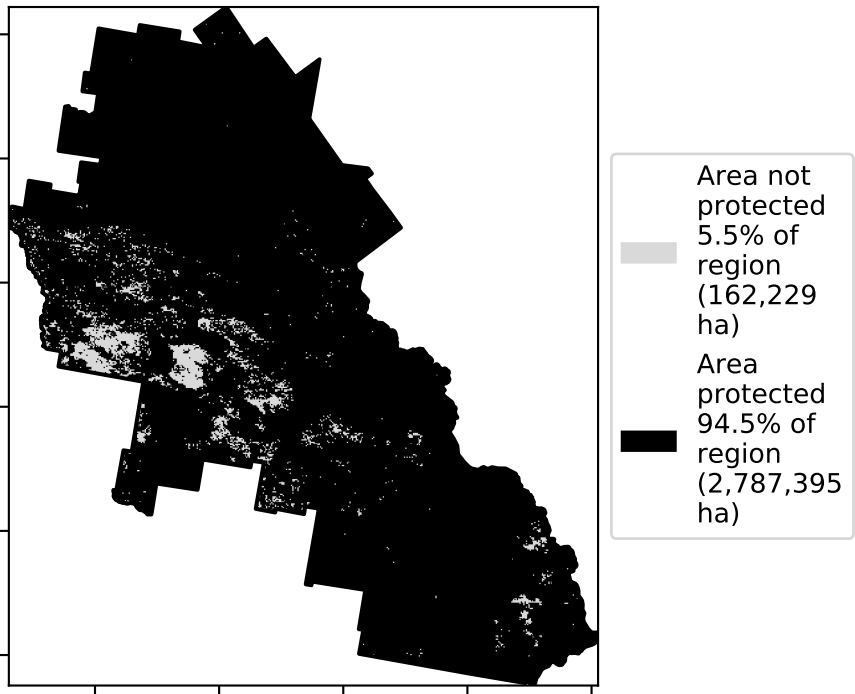 Area not
protected
5.5% of
region
(162,229
ha)
Area
protected
94.5% of
region
(2,787,395
ha)